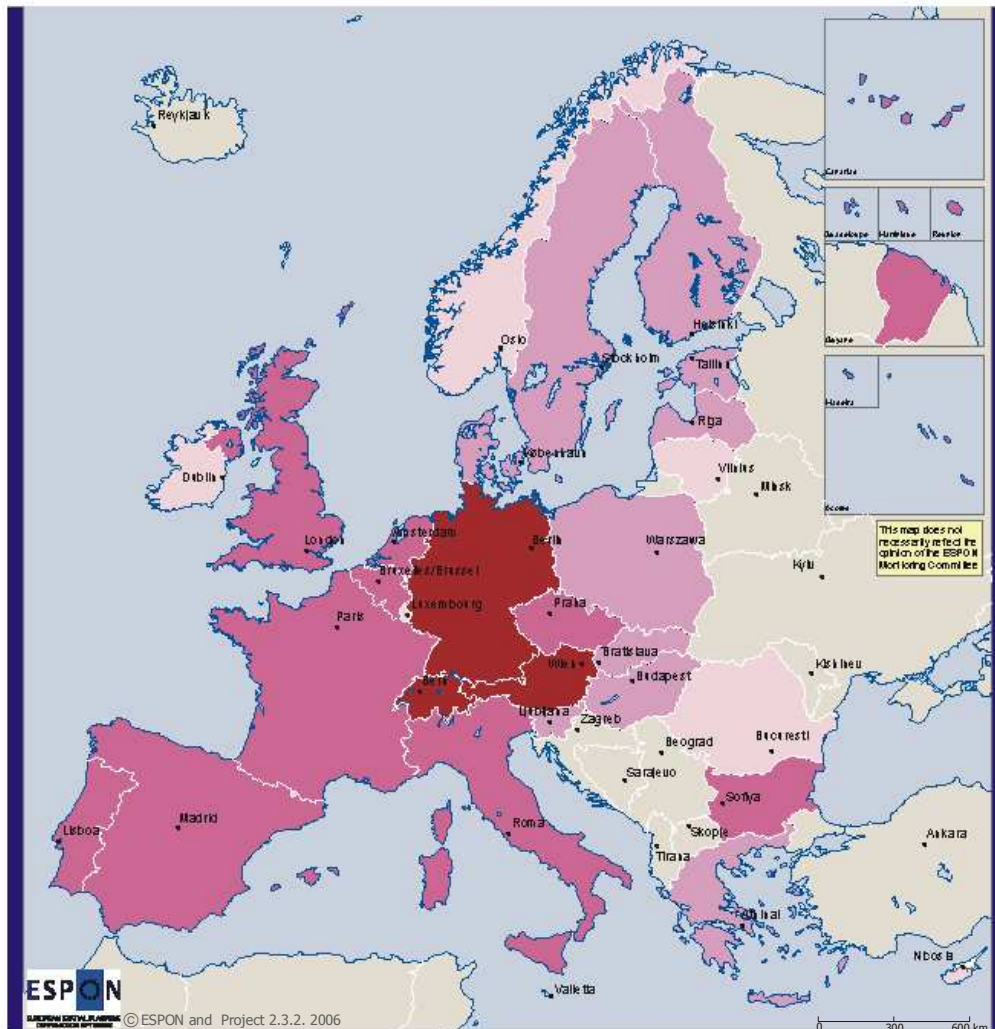 Reykjavik
Canarias
Guadeloupe Martinique Reunion
Guyane
Oslo
Helsinki
Stockholm
Tallinn
Madeira
Riga
København
Dublin
Vilnius
Minsk
This map does not
necessarily reflect the
opinion of the ESPON
Monitoring Committee
London
Amsterdam
Berlin
Warszawa
Kyiv
Bruxelles/Brussel
Luxembourg
Paris
Praha
Bratislava
Wien
Bern
Budapest
Kishinev
Ljubljana
Zagreb
Beograd
Bucuresti
Sarajevo
Sofiya
Madrid
Lisboa
Roma
Skopje
Tirana
Ankara
Athinai
Nicosia
Valletta
ESPON
© ESPON and Project 2.3.2. 2006
0 300 600 km